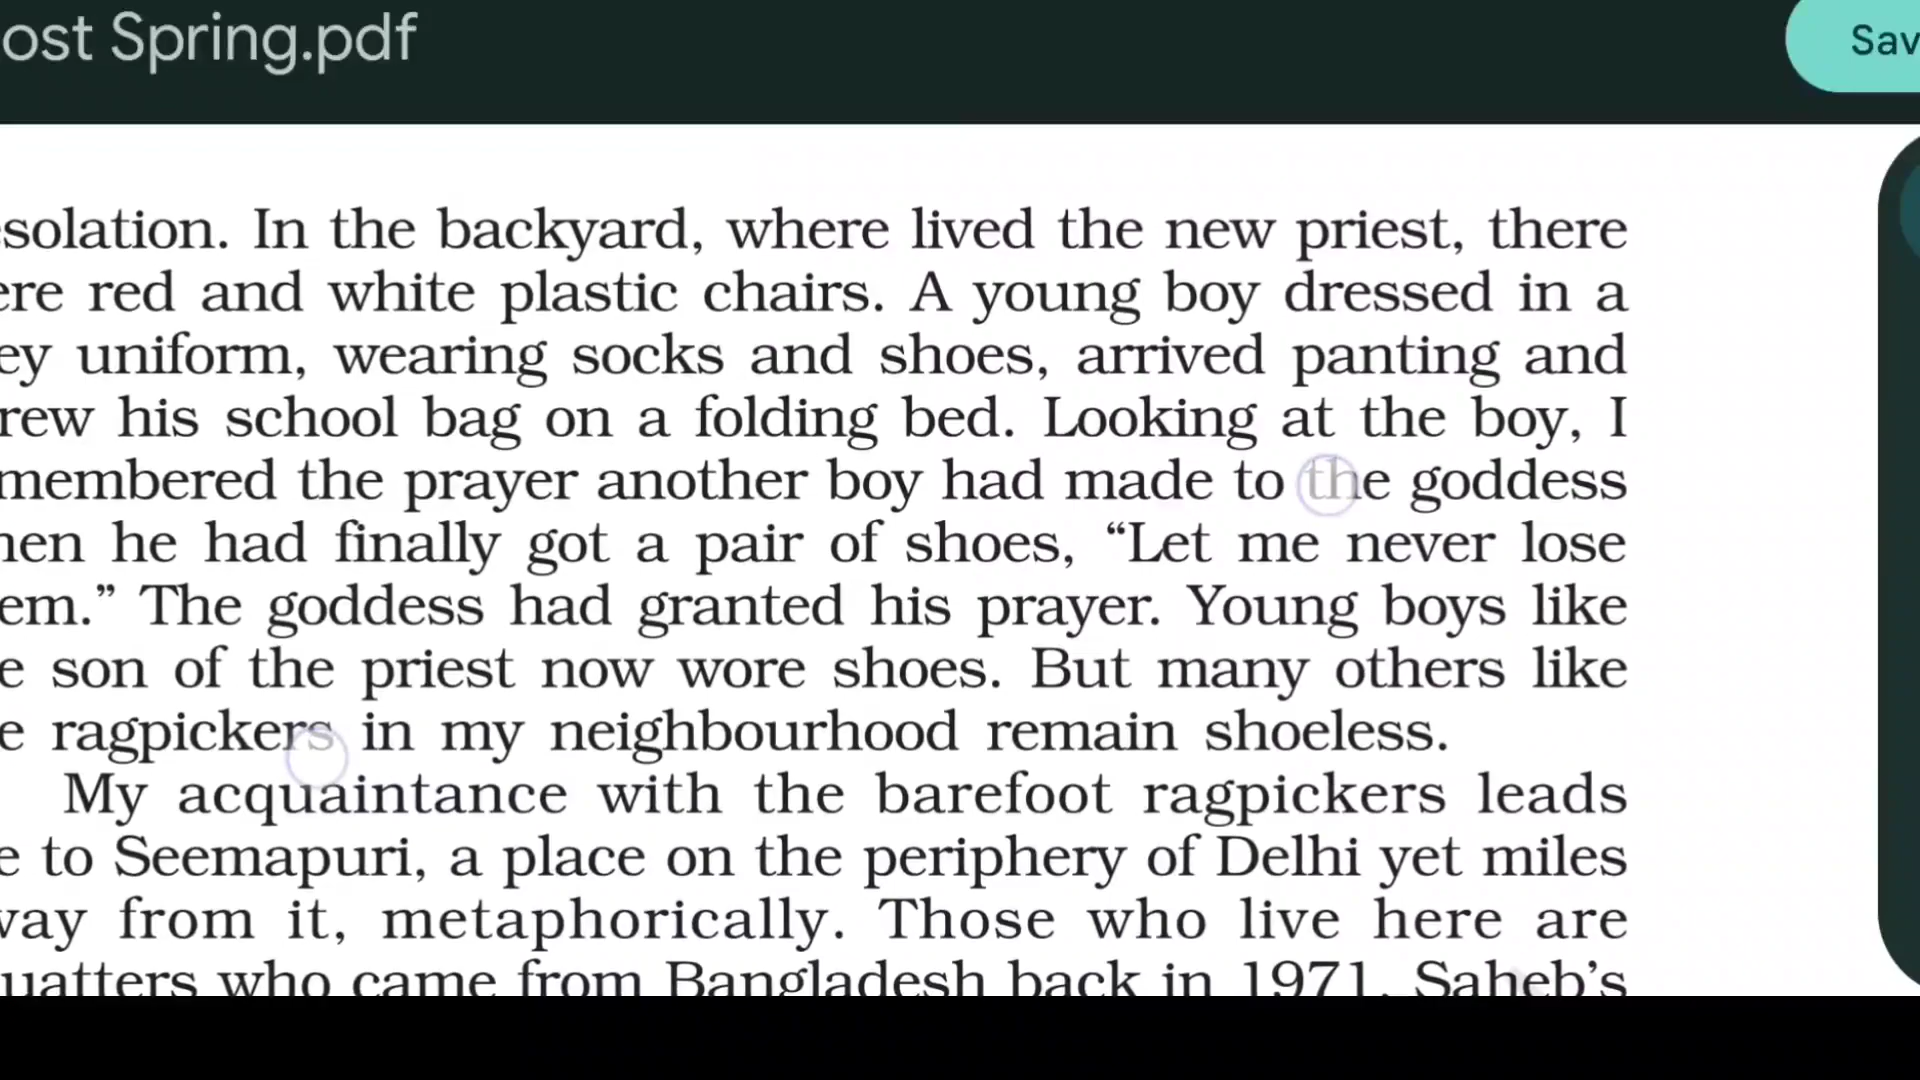 ost Spring.pdf
Sav
esolation. In the backyard, where lived the new priest, there
ere red and white plastic chairs. A young boy dressed in a
ey uniform, wearing socks and shoes, arrived panting and
rew his school bag on a folding bed. Looking at the boy, I
membered the prayer another boy had made to the goddess
hen he had finally got a pair of shoes, “Let me never lose
em.” The goddess had granted his prayer. Young boys like
e son of the priest now wore shoes. But many others like
e ragpickers in my neighbourhood remain shoeless.
My acquaintance with the barefoot ragpickers leads
e to Seemapuri, a place on the periphery of Delhi yet miles
way from it, metaphorically. Those who live here are
uatters who came from Bangladesh back in 1971. Saheb’s